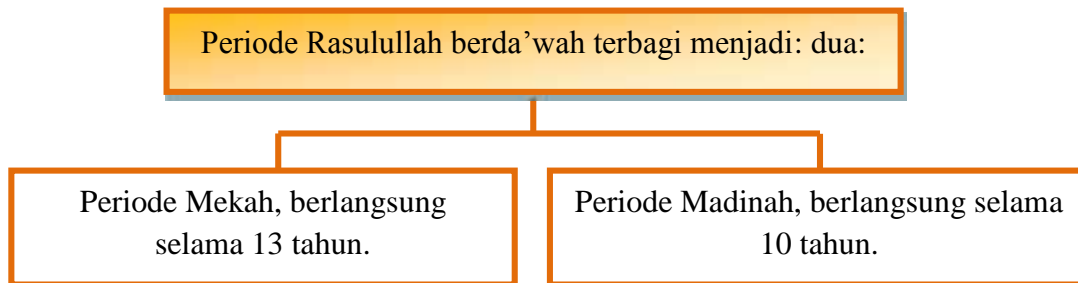 Periode Rasulullah berda’wah terbagi menjadi: dua:
Periode Mekah, berlangsung
selama 13 tahun.
Periode Madinah, berlangsung selama
10 tahun.